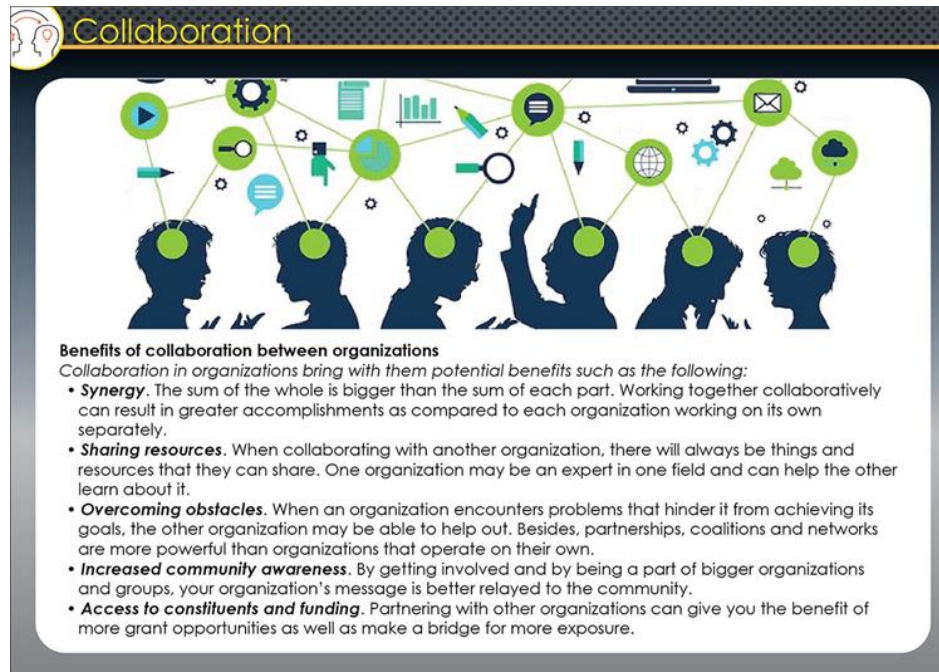 Collaboration
Benefits of collaboration between organizations
Collaboration in organizations bring with them potential benefits such as the following:
• Synergy. The sum of the whole is bigger than the sum of each part. Working together collaboratively
can result in greater accomplishments as compared to each organization working on its own
separately.
• Sharing resources. When collaborating with another organization, there will always be things and
resources that they can share. One organization may be an expert in one field and can help the other
learn about it.
• Overcoming obstacles. When an organization encounters problems that hinder it from achieving its
goals, the other organization may be able to help out. Besides, partnerships, coalitions and networks
are more powerful than organizations that operate on their own.
• Increased community awareness. By getting involved and by being a part of bigger organizations
and groups, your organization's message is better relayed to the community.
• Access to constituents and funding. Partnering with other organizations can give you the benefit of
more grant opportunities as well as make a bridge for more exposure.